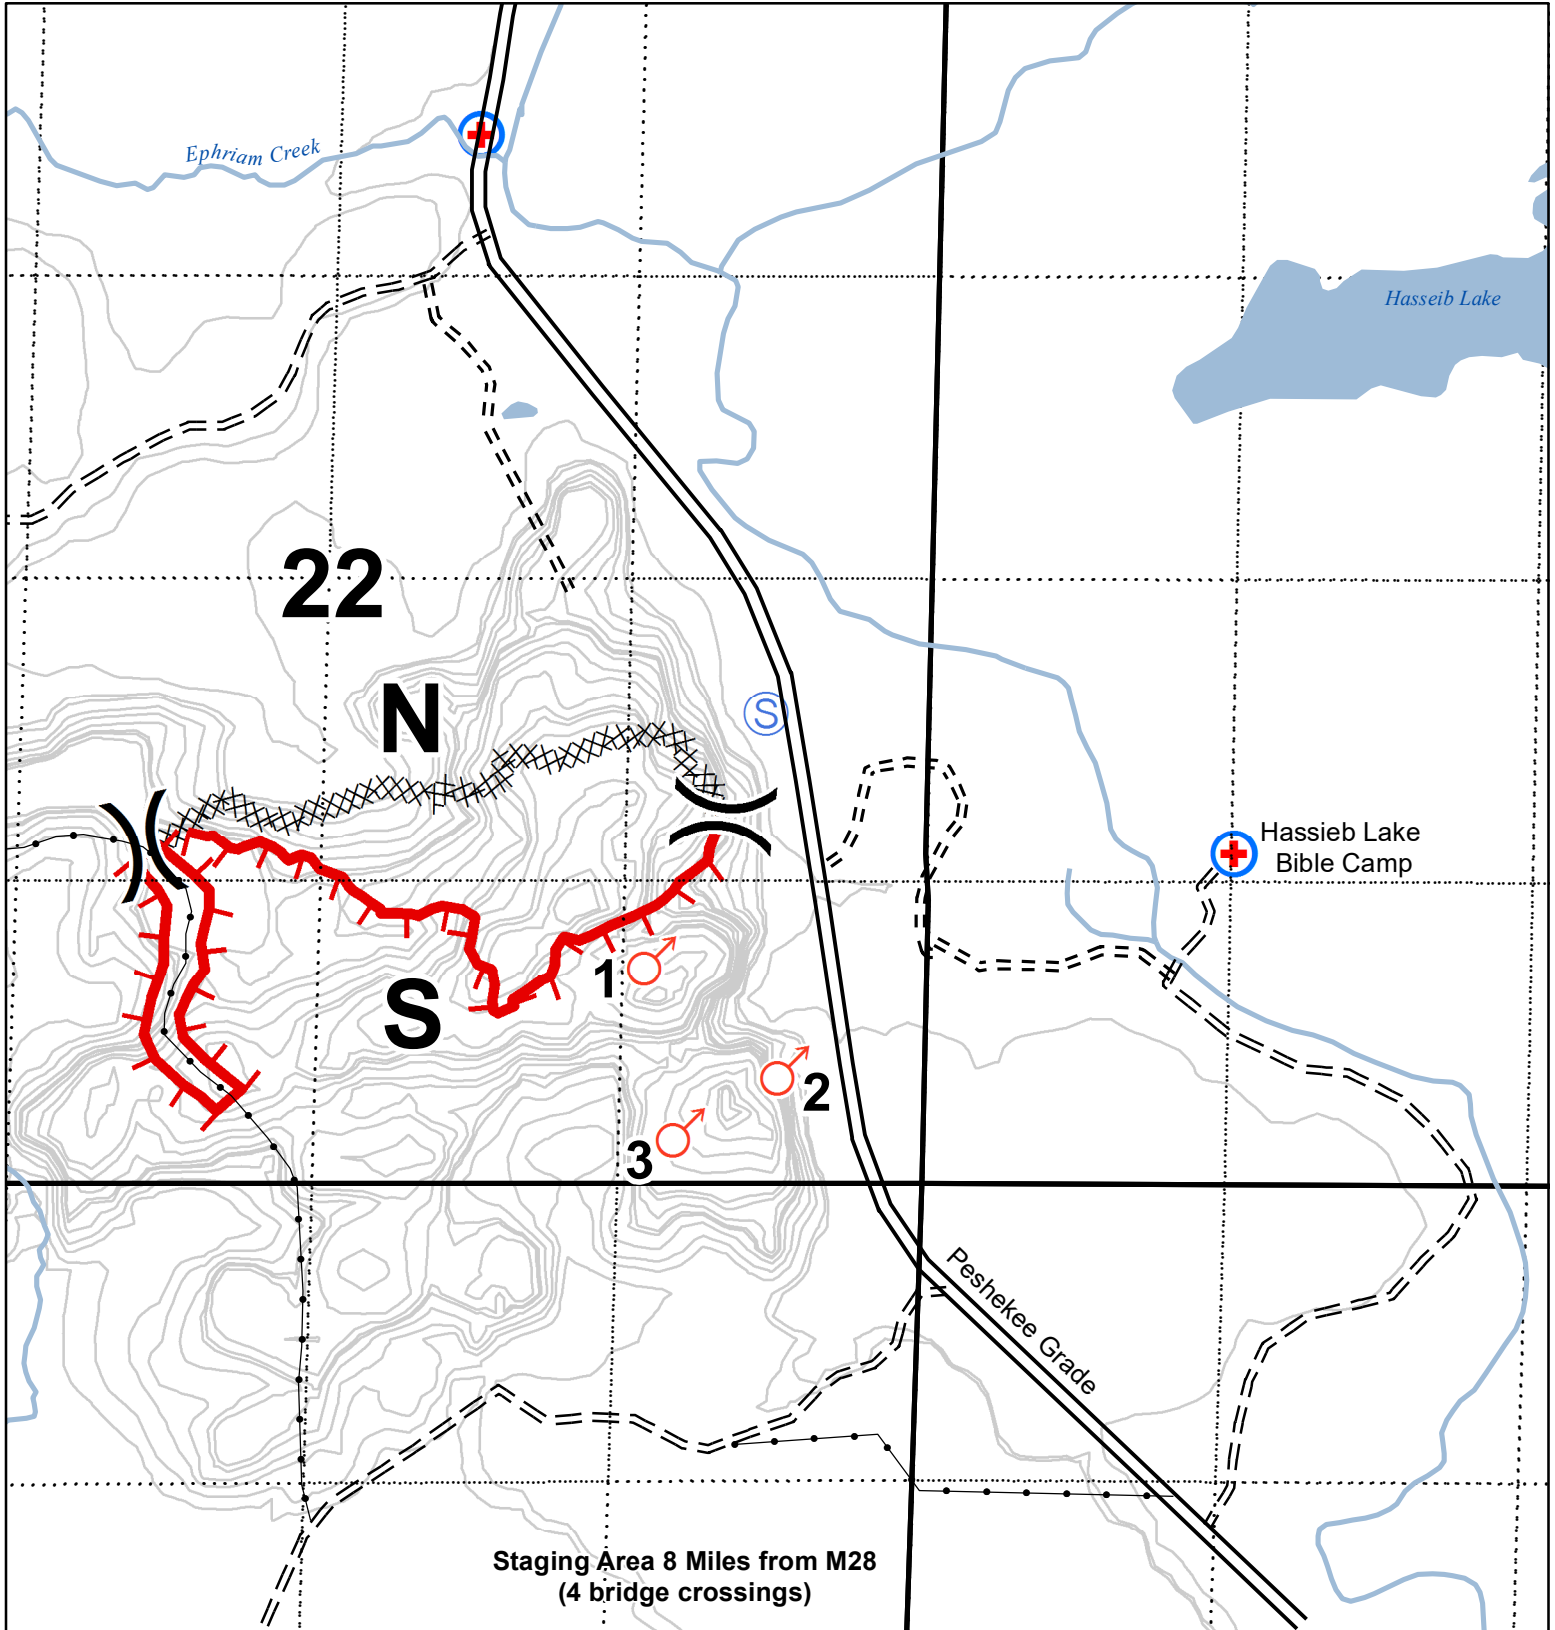 Ephriam Creek
Hasseib Lake
22
N
S
Hassieb Lake
Bible Camp
1
S
2
3
Peshekee Grade
Staging Area 8 Miles from M28
(4 bridge crossings)